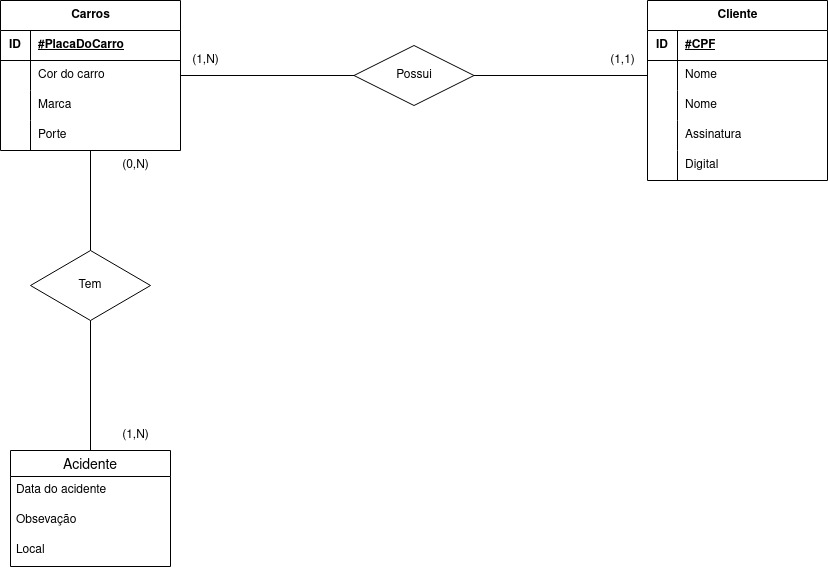 Carros
ID #PlacaDoCarro
Cor do carro
Marca
Porte
(1,N)
Possui
(1,1)
Cliente
ID #CPF
Nome
Nome
Assinatura
Digital
(0,N)
Tem
(1,N)
Acidente
Data do acidente
Obsevação
Local